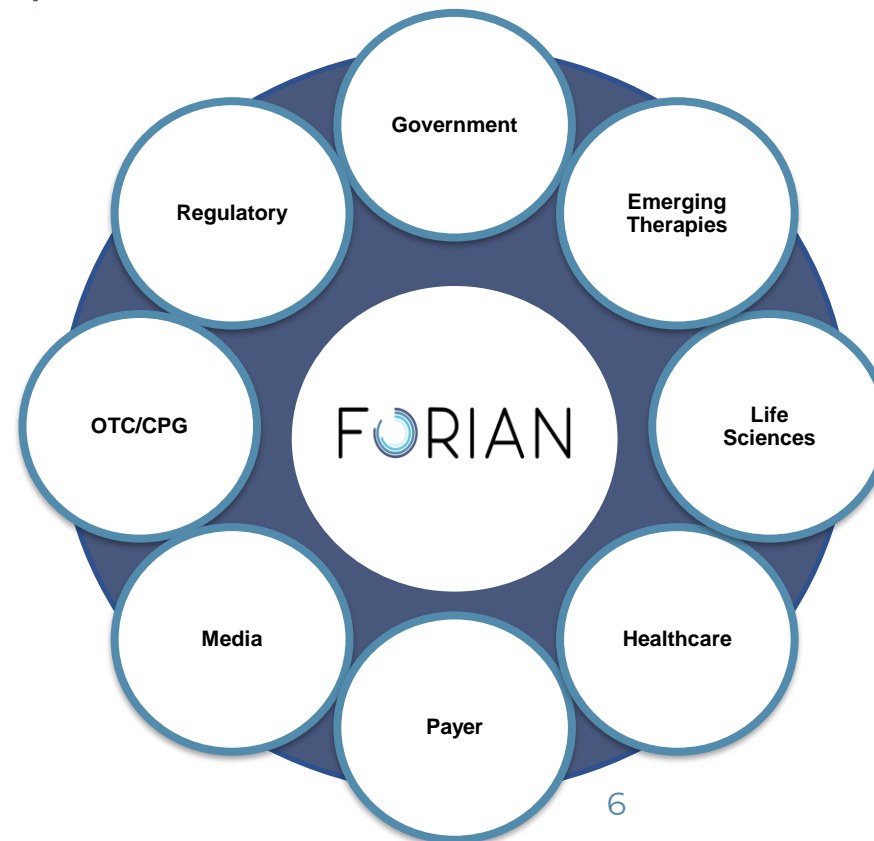 Government
Emerging
Therapies
Regulatory
Life
Sciences
OTC/CPG
FORIAN
Healthcare
Media
Payer
6